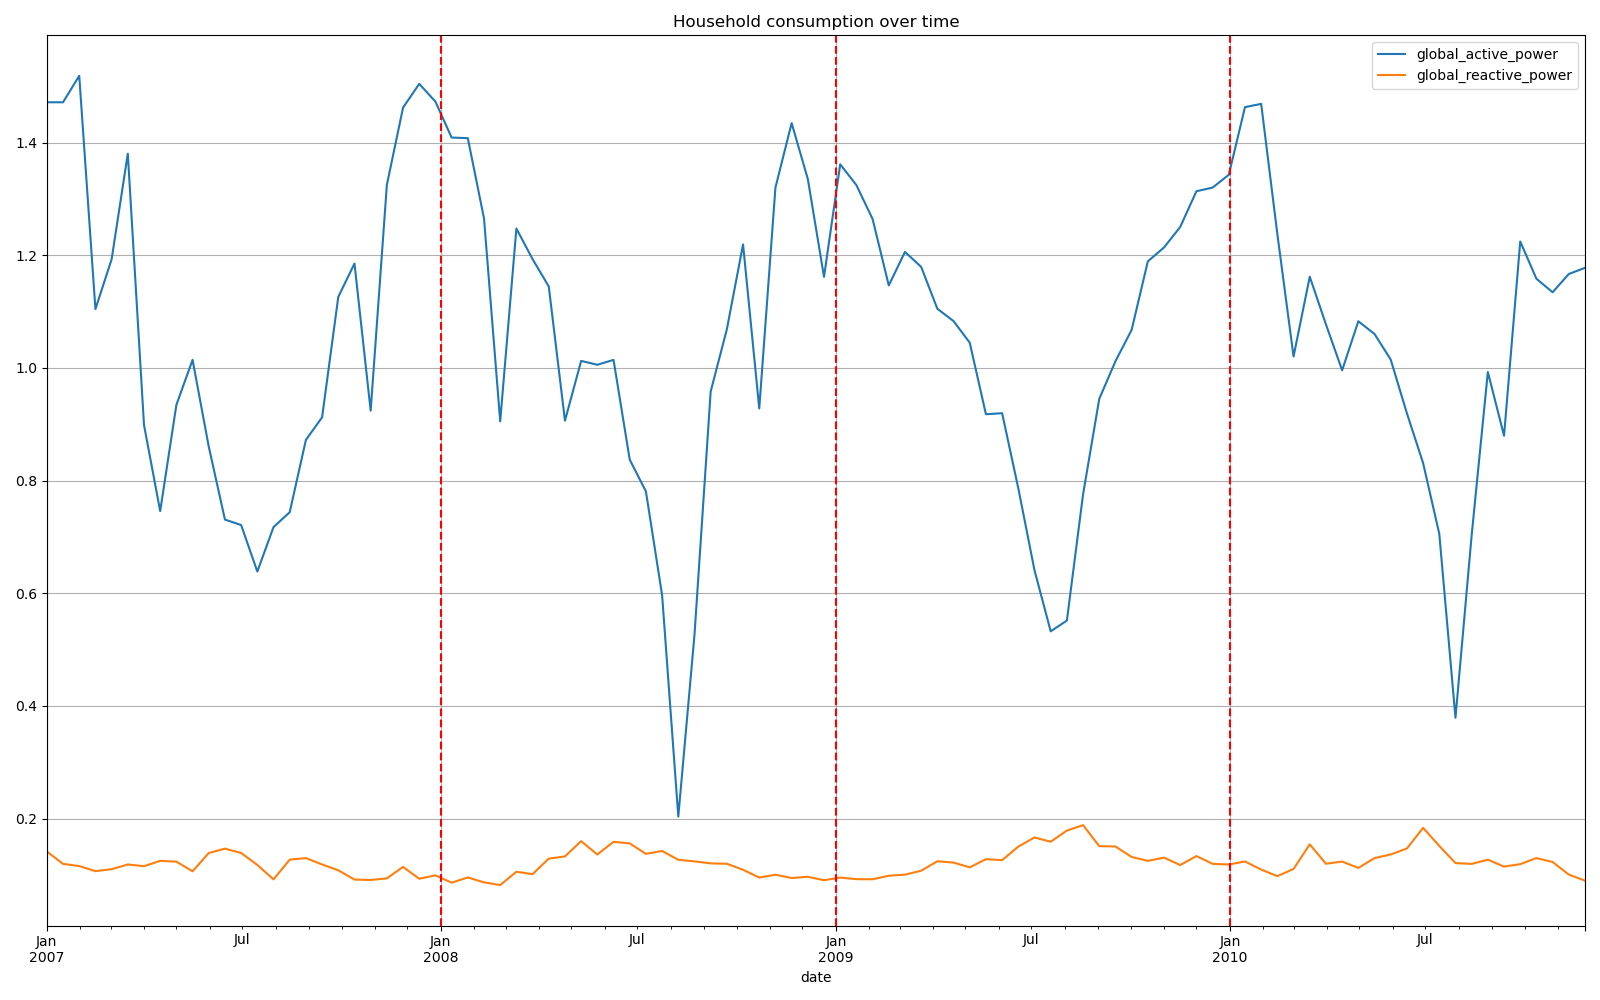 Household consumption over time
global_active_power
global_reactive_power
1.4
1.2
1.0
0.8
0.6
0.4
0.2
Jan Jul Jan Jul Jan Jul Jan Jul
2007 2008 2009 2010
date